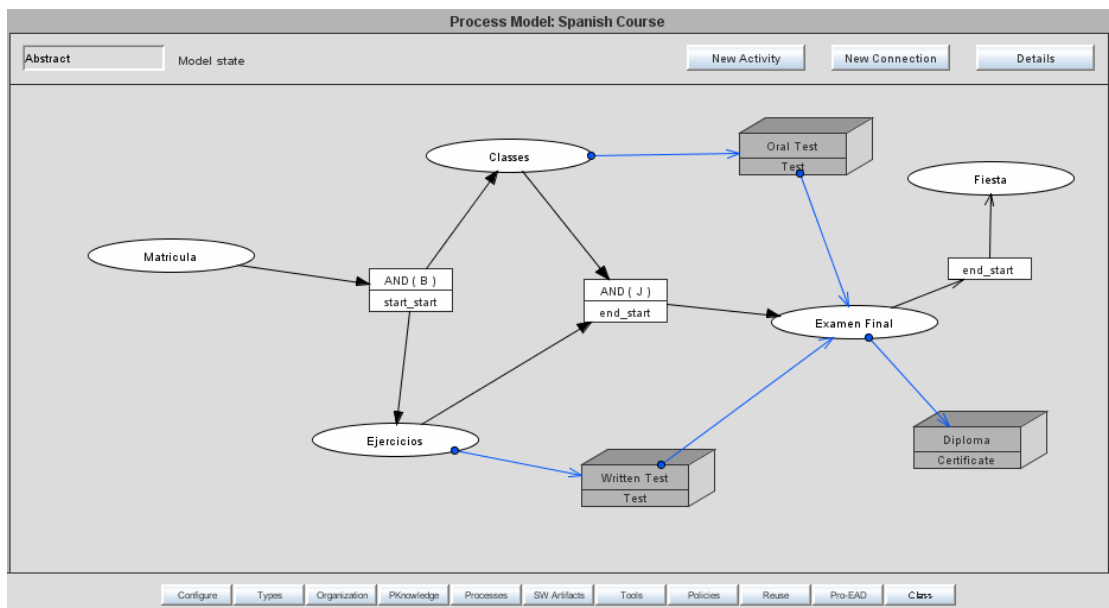 Process Model: Spanish Course
Abstract
Model state
New Activity
New Connection
Details
Classes
Oral Test
Test
Fiesta
Matricula
AND ( B )
start_start
AND ( J )
end_start
end_start
Examen Final
Ejercicios
Written Test
Test
Diploma
Certificate
Configure
Types
Organization
PKnowledge
Processes
SW Artifacts
Tools
Policies
Reuse
Pro-EAD
Class